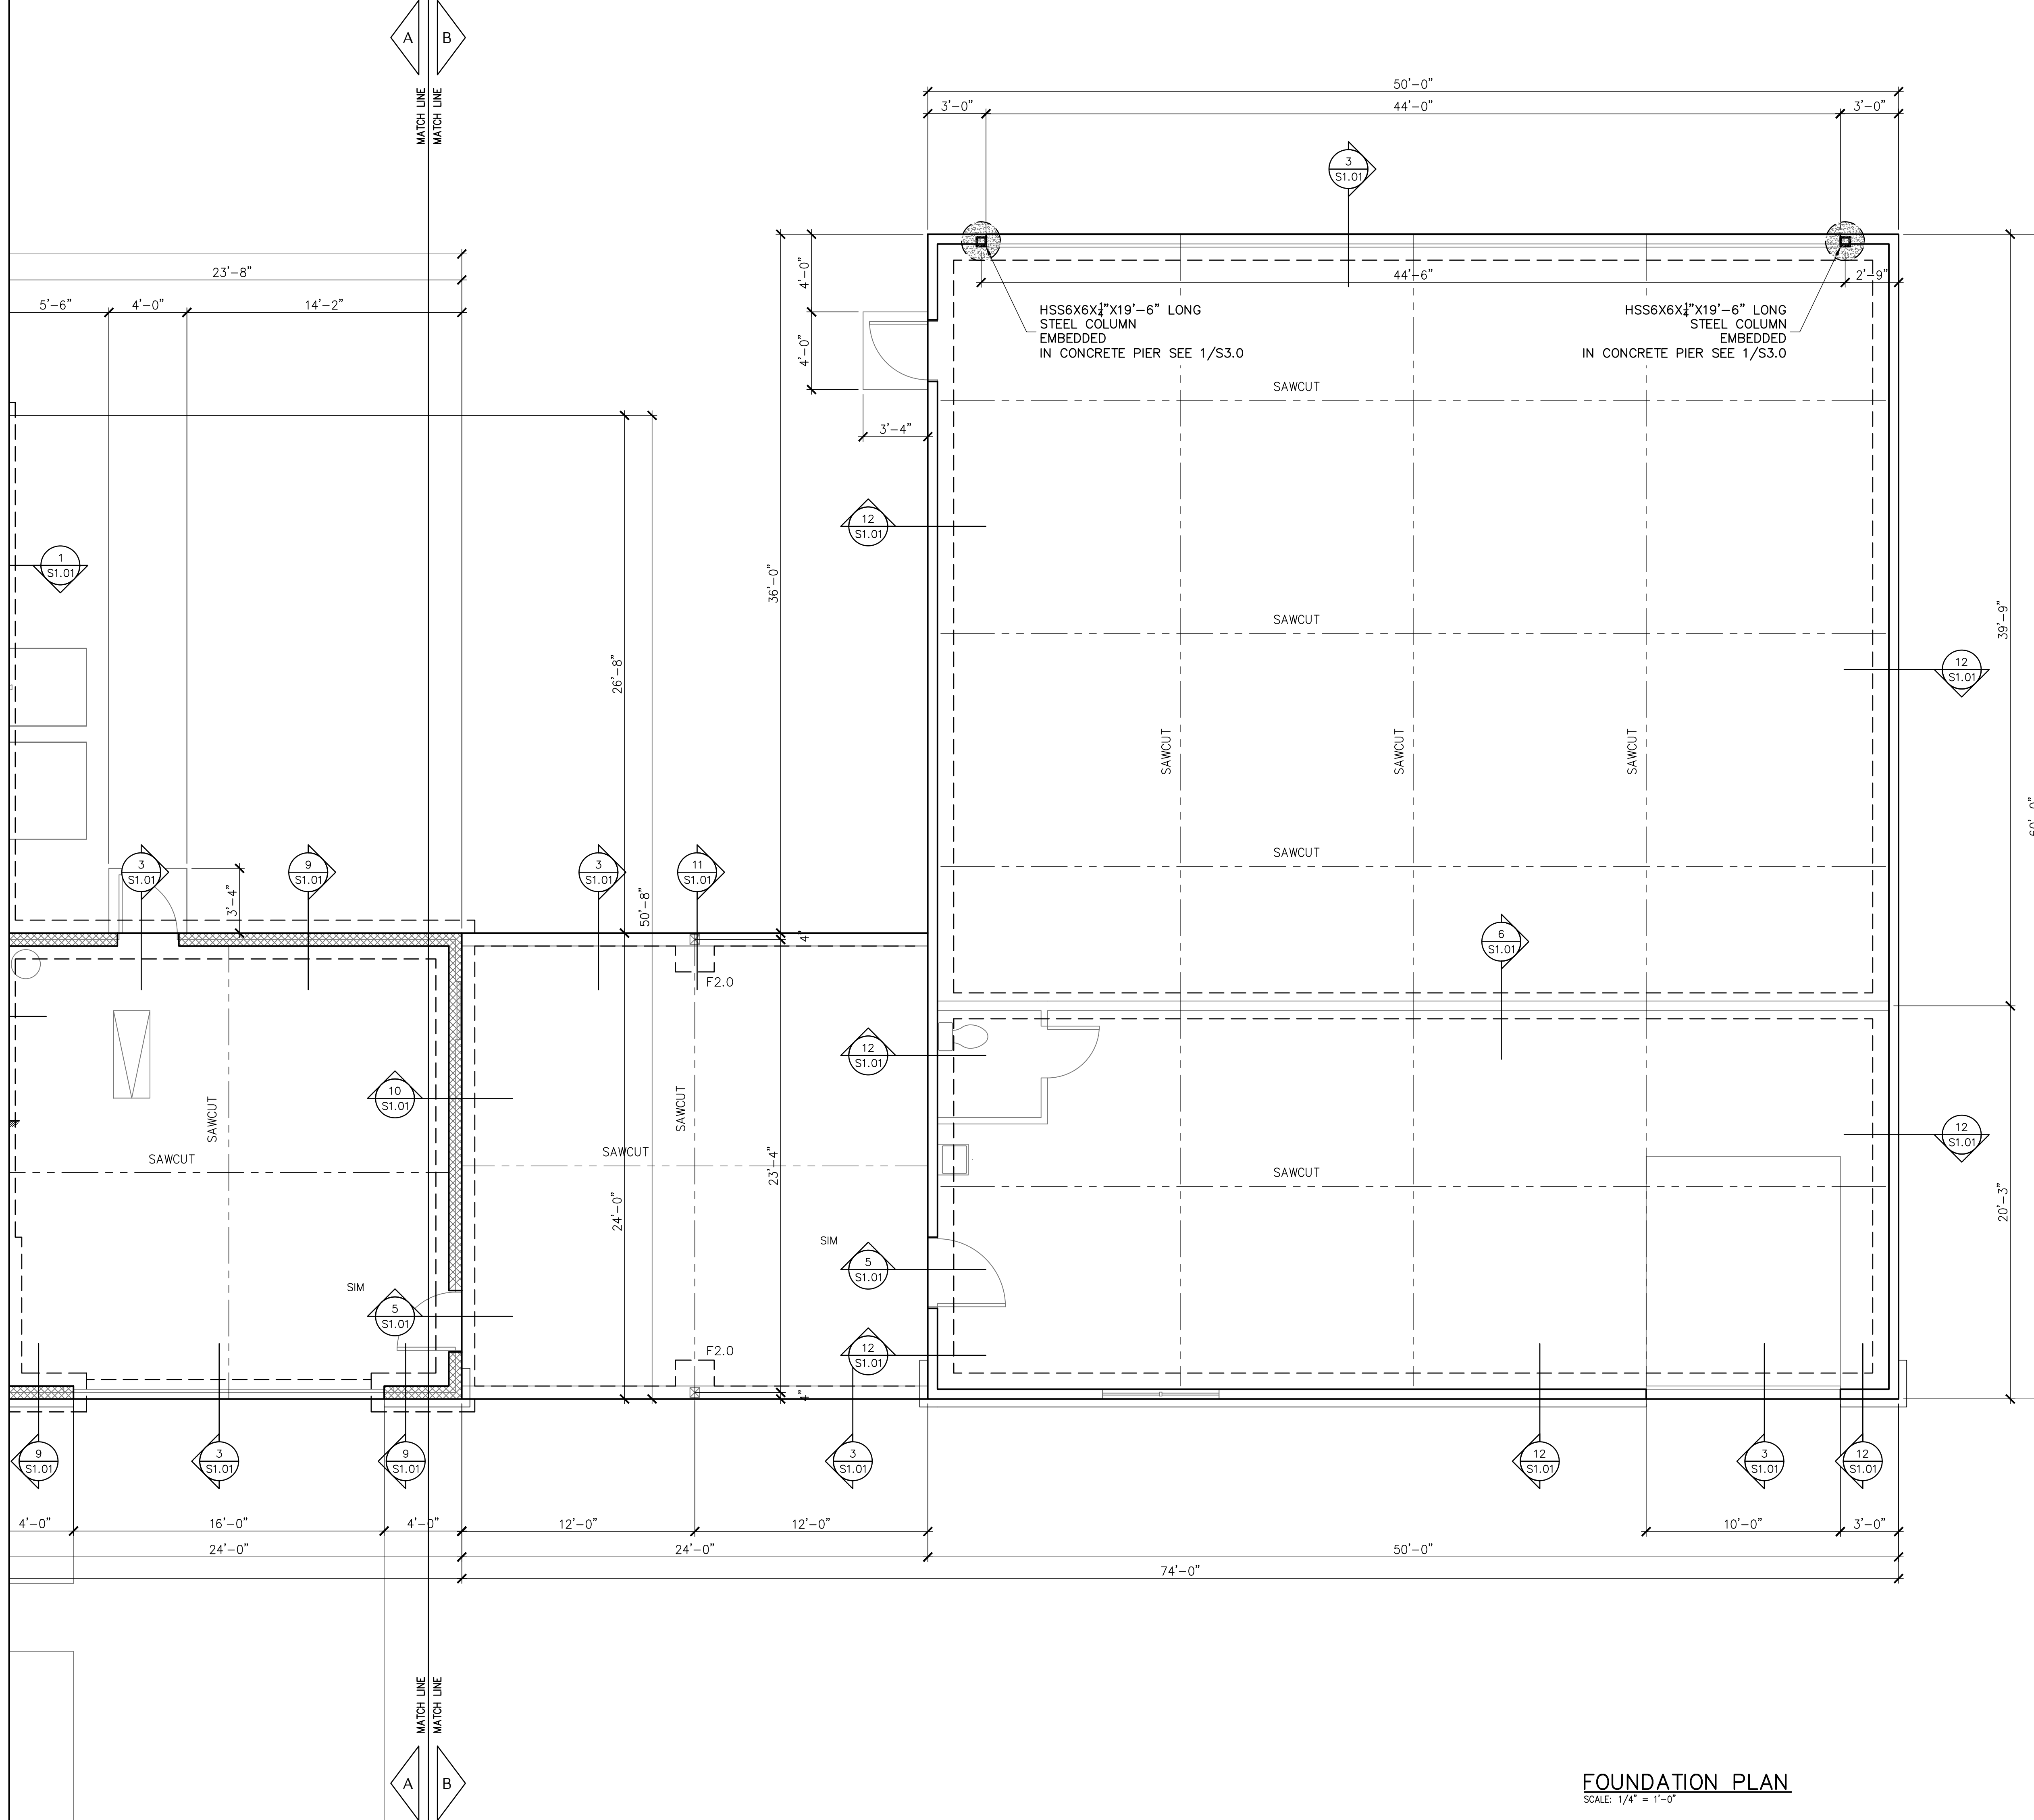 A
B
MATCH LINE
MATCH LINE
50'-0"
3'-0"
44'-0"
3'-0"
3
S1.01
23'-8"
5'-6"
4'-0"
14'-2"
4'-0"
4'-0"
3'-4"
44'-6"
2'-9"
HSS6X6X1/4"X19'-6" LONG
STEEL COLUMN
EMBEDDED
IN CONCRETE PIER SEE 1/S3.0
HSS6X6X1/4"X19'-6" LONG
STEEL COLUMN
EMBEDDED
IN CONCRETE PIER SEE 1/S3.0
SAWCUT
12
S1.01
1
S1.01
36'-0"
26'-8"
SAWCUT
39'-9"
12
S1.01
SAWCUT
SAWCUT
SAWCUT
60'-0"
SAWCUT
3
S1.01
9
S1.01
3
S1.01
11
S1.01
3'-4"
50'-8"
4"
6
S1.01
F2.0
12
S1.01
10
S1.01
SAWCUT
SAWCUT
12
S1.01
SAWCUT
SAWCUT
23'-4"
SAWCUT
24'-0"
20'-3"
SIM
5
S1.01
SIM
5
S1.01
F2.0
12
S1.01
4"
9
S1.01
3
S1.01
9
S1.01
3
S1.01
12
S1.01
3
S1.01
12
S1.01
4'-0"
16'-0"
4'-0"
12'-0"
12'-0"
10'-0"
3'-0"
24'-0"
24'-0"
50'-0"
74'-0"
MATCH LINE
MATCH LINE
A
B
FOUNDATION PLAN
SCALE: 1/4" = 1'-0"